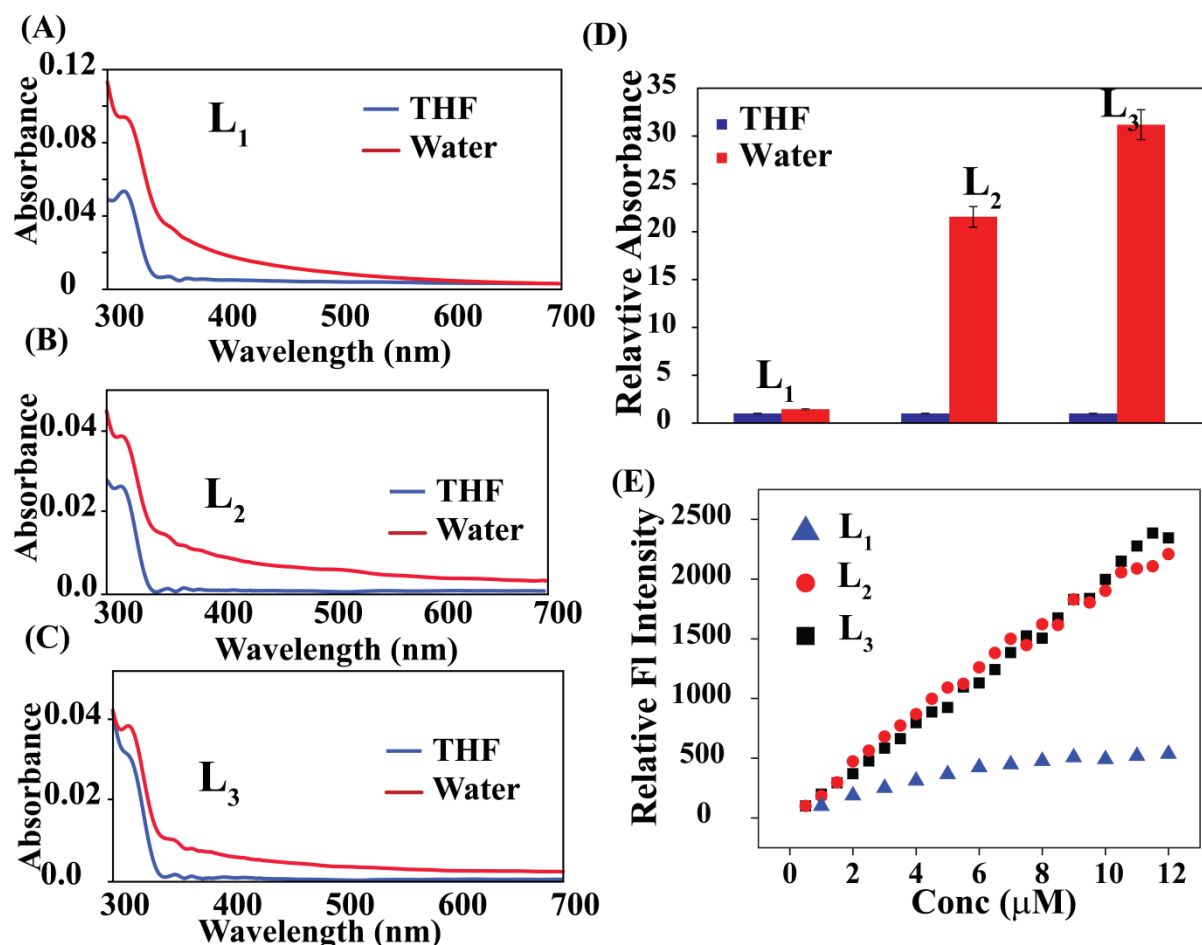 (A)
0.12
0.08
0.04
0
Absorbance
L1
THF
Water
300 400 500 600 700
Wavelength (nm)
(B)
0.04
0.02
0.0
Absorbance
L2
THF
Water
300 400 500 600 700
Wavelength (nm)
(C)
0.04
0.02
0.0
Absorbance
L3
THF
Water
300 400 500 600 700
Wavelength (nm)
(D)
35
30
25
20
15
10
5
0
Relavtive Absorbance
THF
Water
L1
L2
L3
(E)
2500
2000
1500
1000
500
0
Relative Fl Intensity
L1
L2
L3
0 2 4 6 8 10 12
Conc (μM)